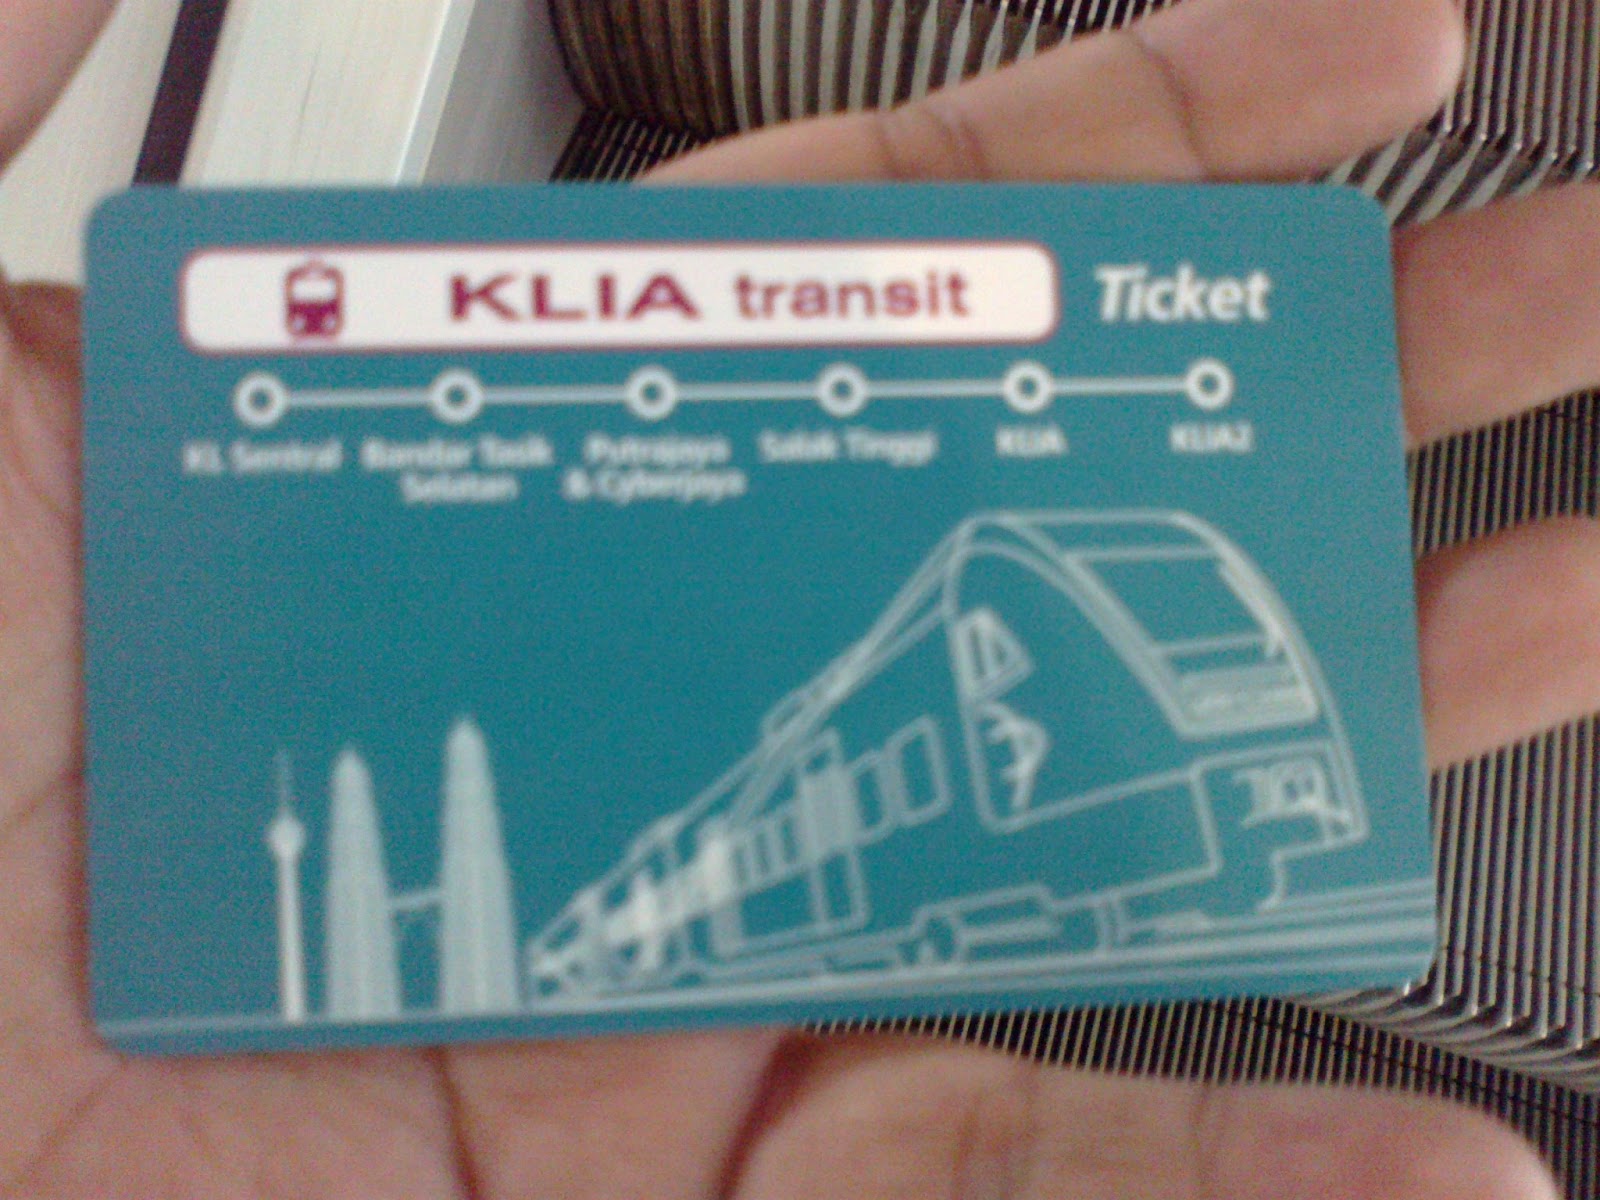 KLIA transit Ticket
KL Sentral Bandar Tasik Selatan Putrajaya & Cyberjaya Salak Tinggi KLIA KLIA2